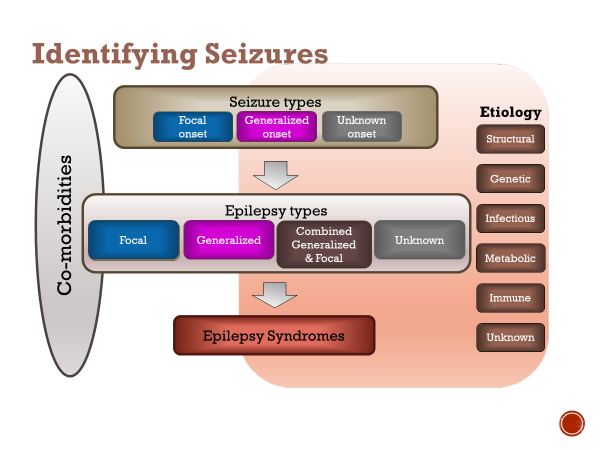 Identifying Seizures
Seizure types
Focal
onset
Generalized
onset
Unknown
onset
Etiology
Structural
Genetic
Infectious
Metabolic
Immune
Unknown
Co-morbidities
Epilepsy types
Focal
Generalized
Combined
Generalized
& Focal
Unknown
Epilepsy Syndromes